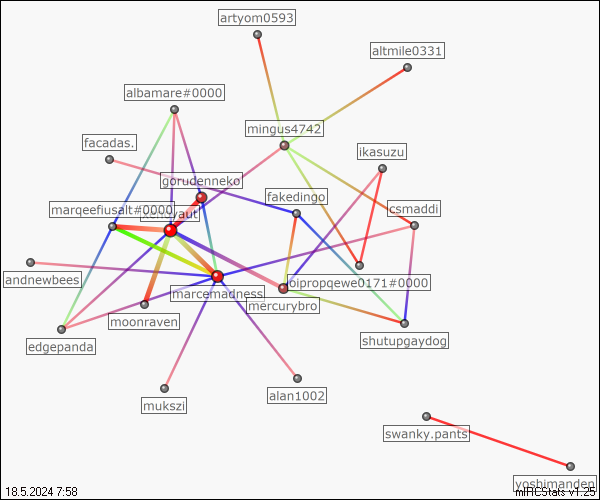 artyom0593
altmile0331
albamare#0000
mingus4742
facadas.
ikasuzu
gorudenneko
fakedingo
marqeefiusalt#0000
csmaddi
andnewbees
oipropqewe0171#0000
marcemadness
mercurybro
moonraven
edgepanda
shutupgaydog
alan1002
mukszi
swanky.pants
yoshimanden
18.5.2024 7:58
mIRCStats v1.25